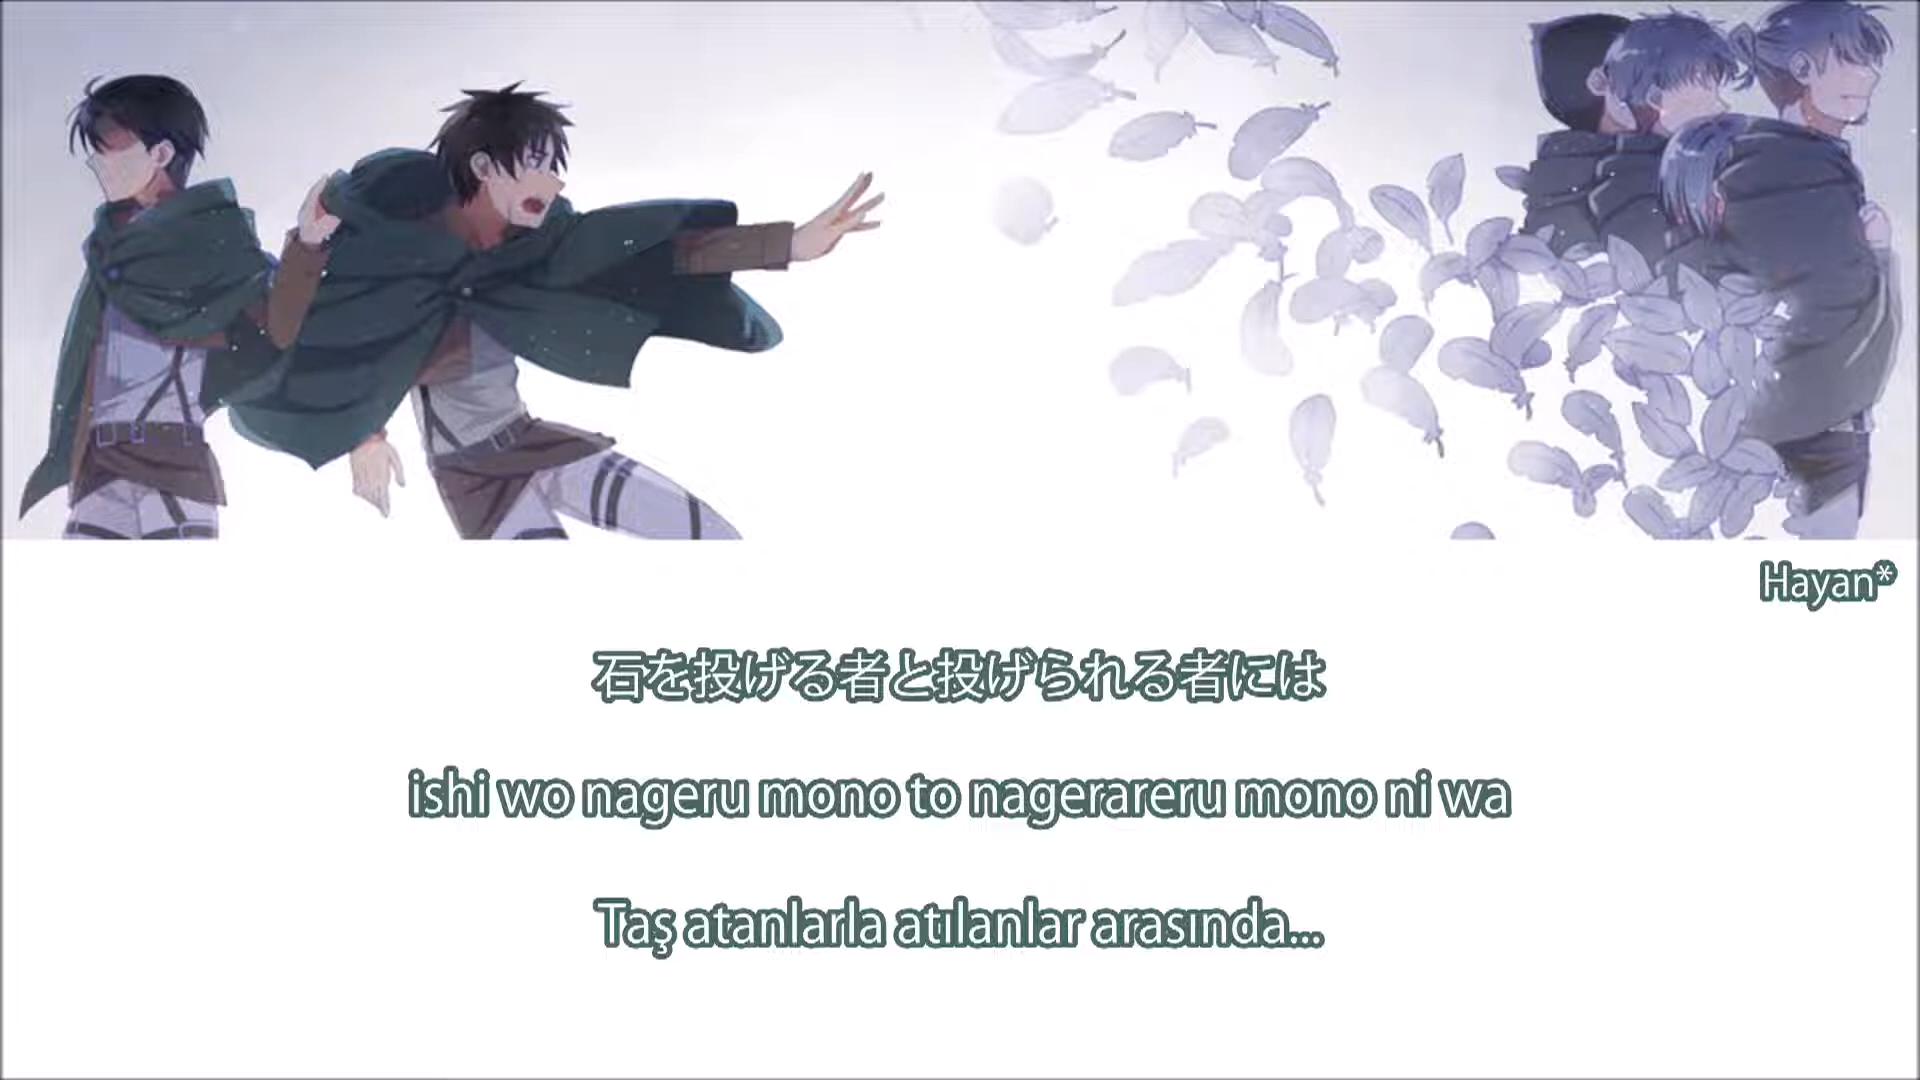 Hayan*
石を投げる者と投げられる者には
ishi wo nageru mono to nagerareru mono ni wa
Taş atanlarla atılanlar arasında...